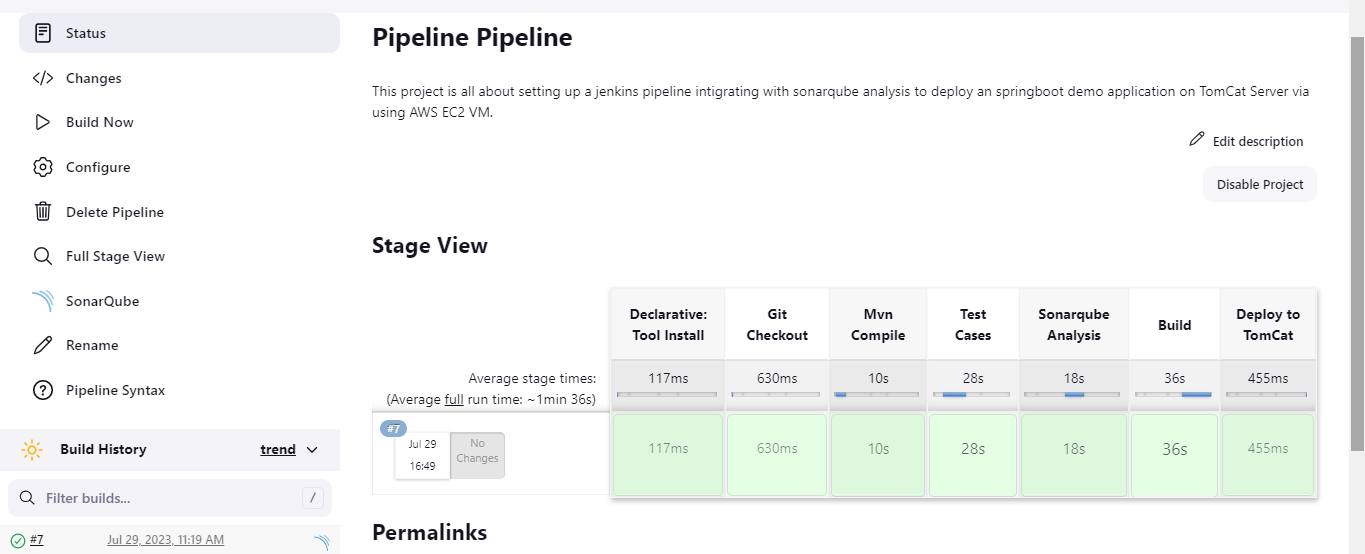 Status
Changes
Build Now
Configure
Delete Pipeline
Full Stage View
SonarQube
Rename
Pipeline Syntax
Build History
trend
Filter builds...
/
#7
Jul 29, 2023, 11:19 AM
Pipeline Pipeline
This project is all about setting up a jenkins pipeline intigrating with sonarqube analysis to deploy an springboot demo application on TomCat Server via
using AWS EC2 VM.
Edit description
Disable Project
Stage View
Declarative:
Tool Install
Git
Checkout
Mvn
Compile
Test
Cases
Sonarqube
Analysis
Build
Deploy to
TomCat
Average stage times:
(Average full run time: ~1min 36s)
117ms
630ms
10s
28s
18s
36s
455ms
#7
Jul 29
16:49
No
Changes
117ms
630ms
10s
28s
18s
36s
455ms
Permalinks